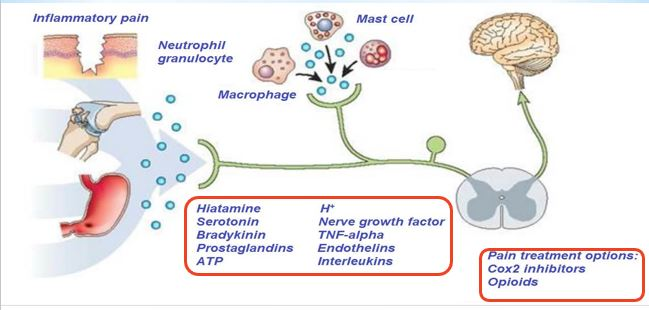 Inflammatory pain
Mast cell
Neutrophil
granulocyte
Macrophage
Hiatamine
Serotonin
Bradykinin
Prostaglandins
ATP
H+
Nerve growth factor
TNF-alpha
Endothelins
Interleukins
Pain treatment options:
Cox2 inhibitors
Opioids